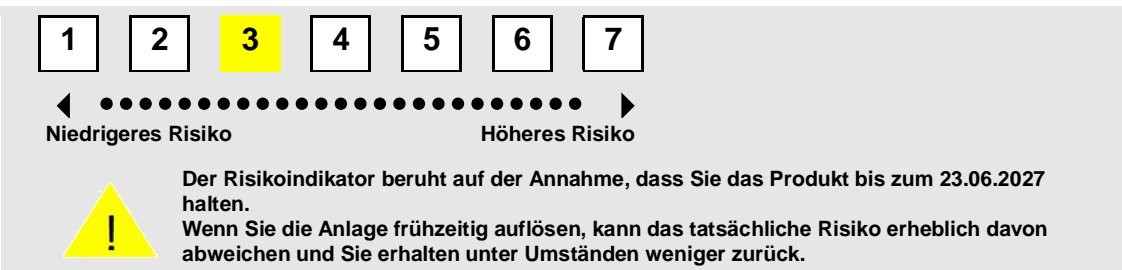 1 2 3 4 5 6 7
Niedrigeres Risiko Höheres Risiko
Der Risikoindikator beruht auf der Annahme, dass Sie das Produkt bis zum 23.06.2027
halten.
Wenn Sie die Anlage frühzeitig auflösen, kann das tatsächliche Risiko erheblich davon
abweichen und Sie erhalten unter Umständen weniger zurück.
!